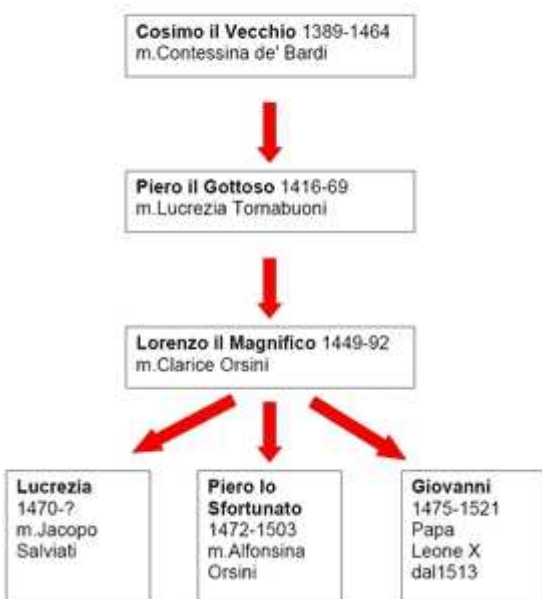 Cosimo il Vecchio 1389-1464
m.Contessina de' Bardi
Piero il Gottoso 1416-69
m.Lucrezia Tornabuoni
Lorenzo il Magnifico 1449-92
m.Clarice Orsini
Lucrezia
1470-?
m.Jacopo
Salviati
Piero lo
Sfortunato
1472-1503
m.Alfonsina
Orsini
Giovanni
1475-1521
Papa
Leone X
dal1513